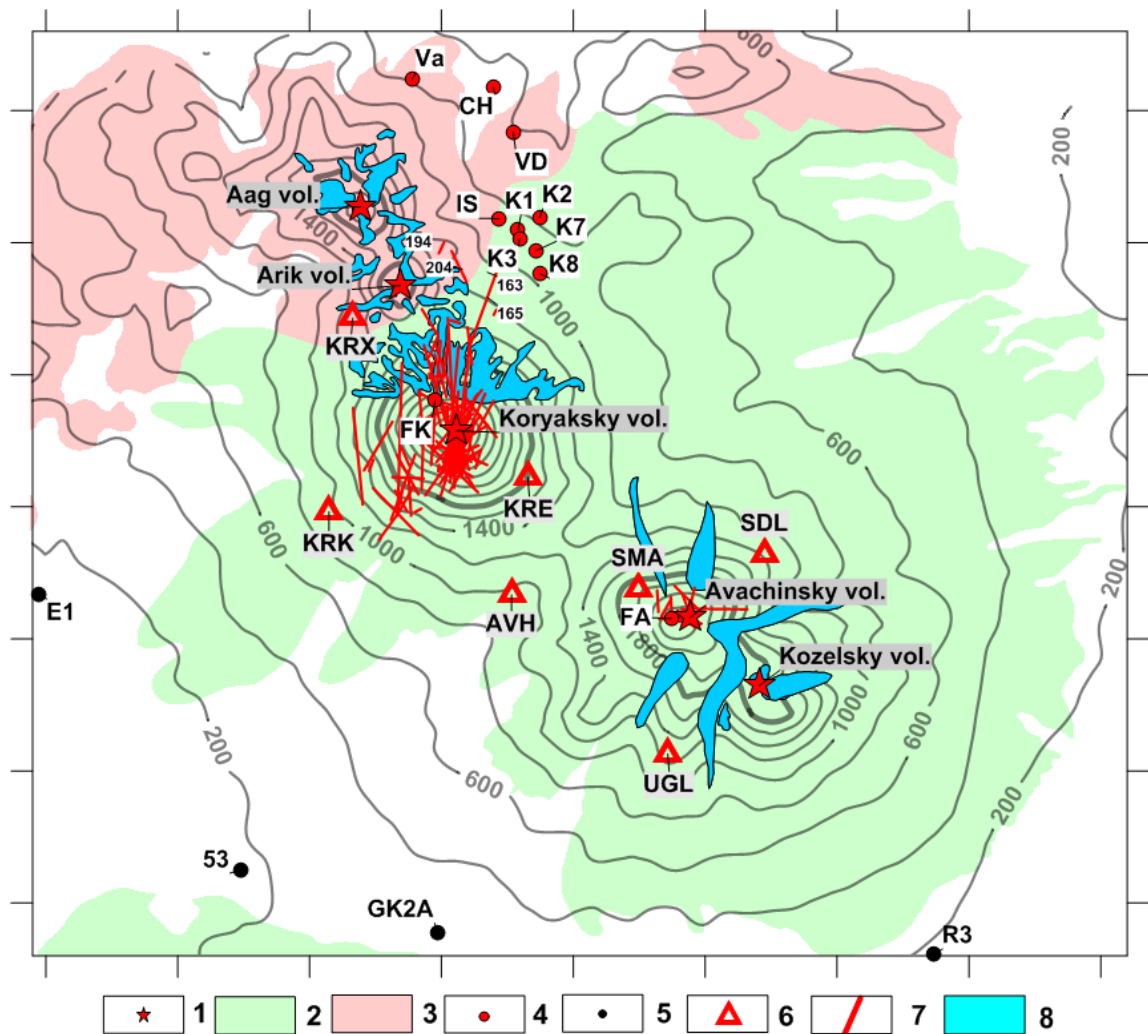 600
Va
CH
200
VD
Aag vol.
IS
K1
K2
1400
194
K7
K3
K8
Arik vol.
204
163
1000
165
KRX
FK
Koryaksky vol.
600
KRE
1400
KRK
SDL
600
1000
SMA
200
Avachinsky vol.
E1
AVH
FA
1400
1800
Kozelsky vol.
1000
200
600
600
UGL
200
53
GK2A
R3
1
2
3
4
5
6
7
8